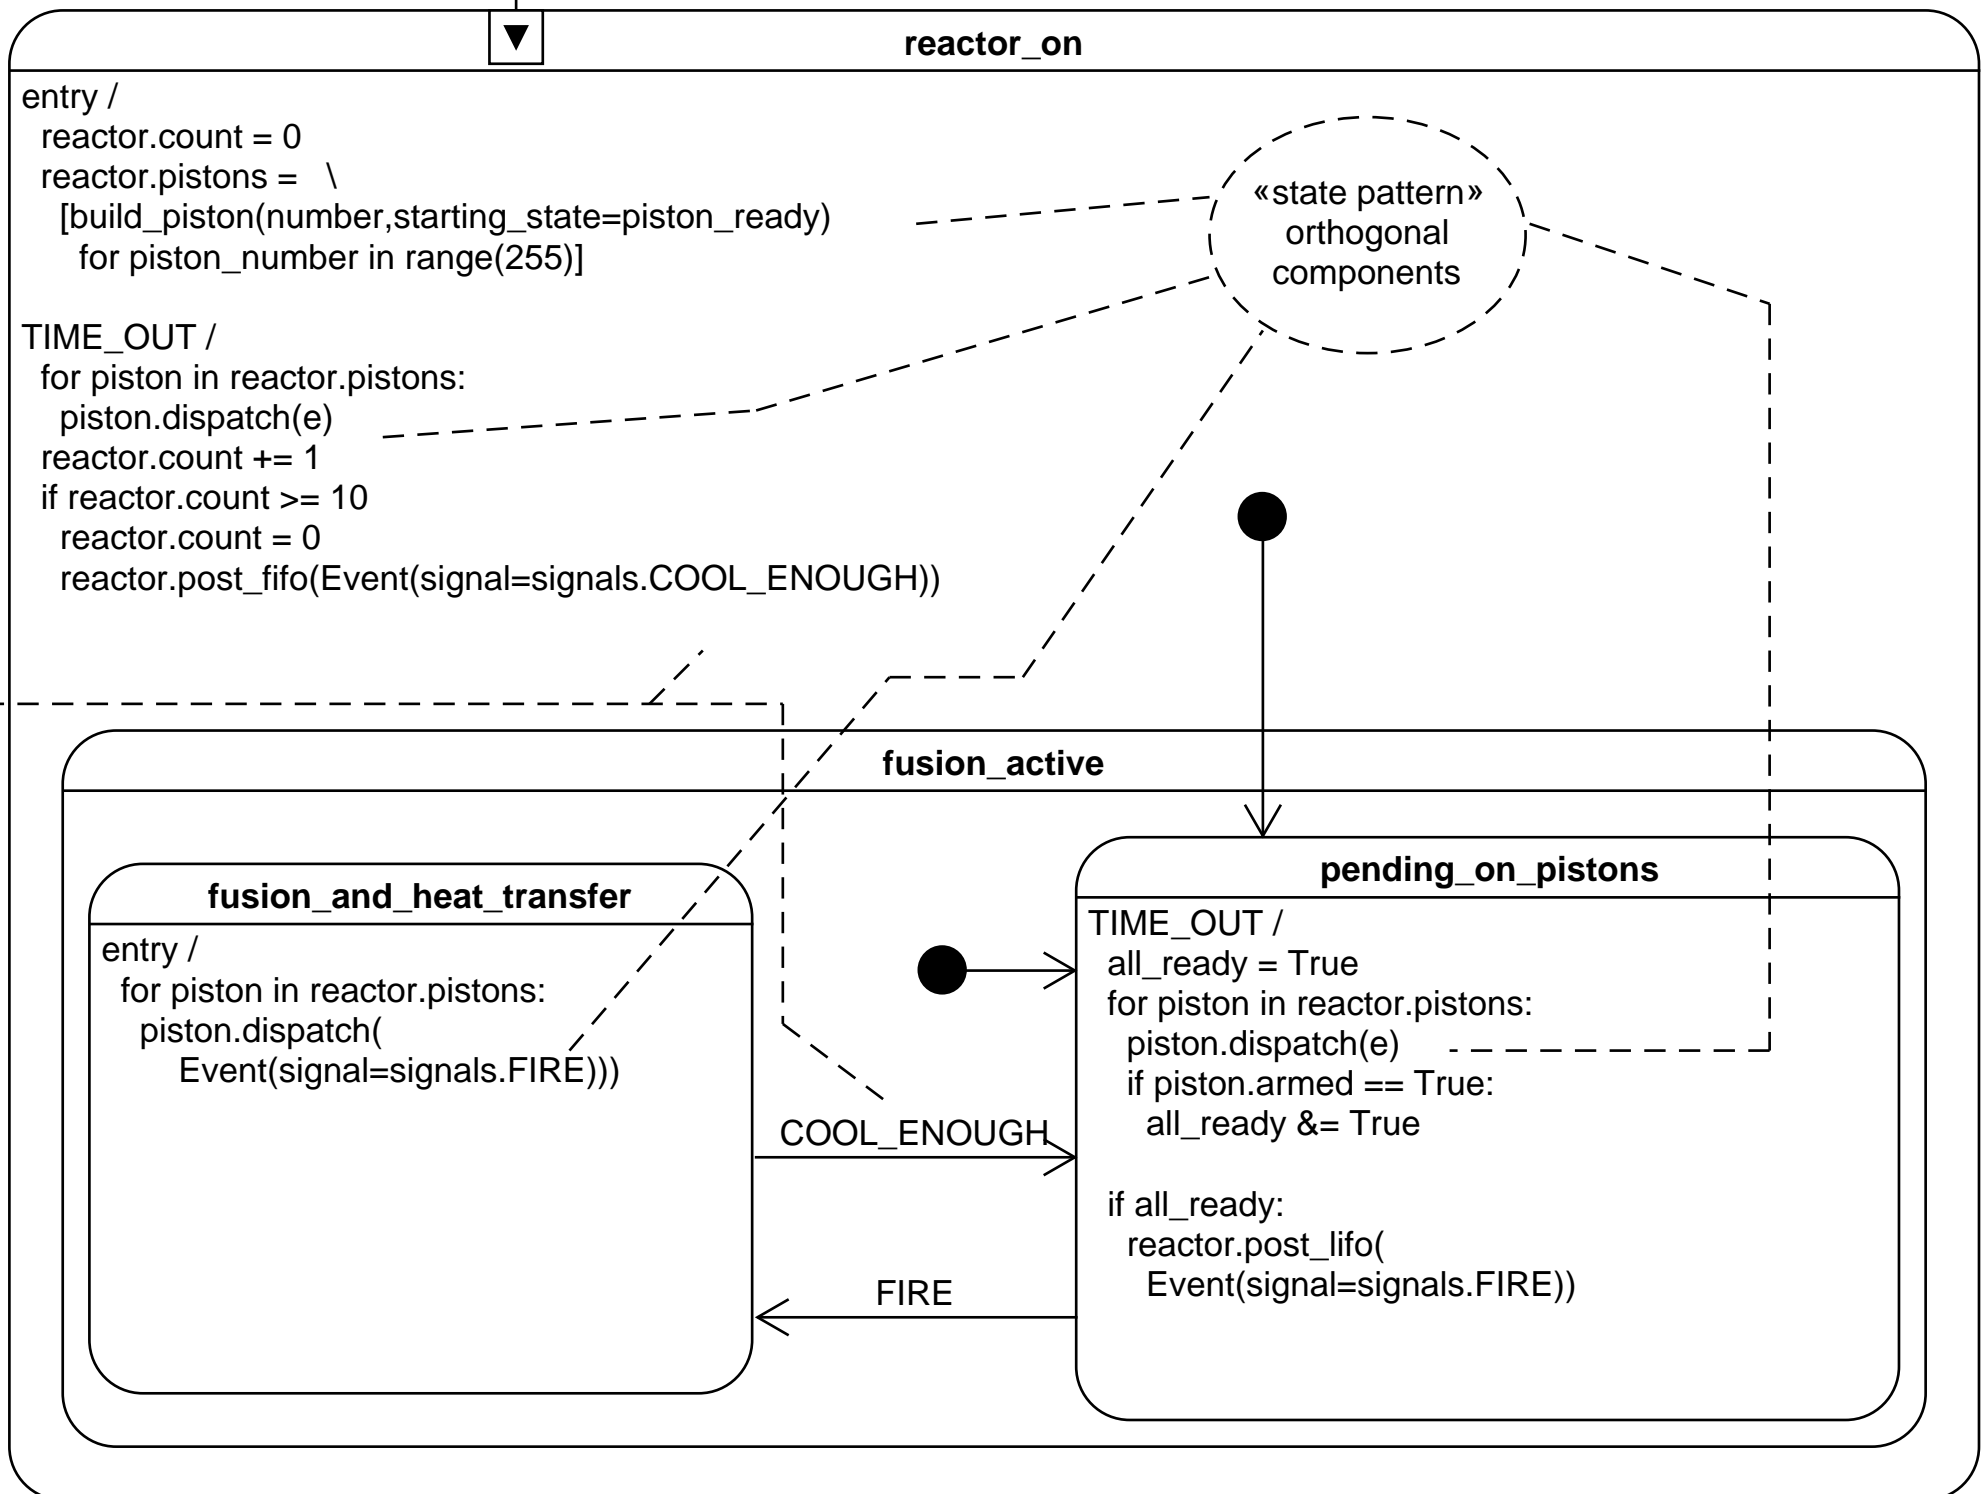 reactor_on
entry /
reactor.count = 0
reactor.pistons =   \
[build_piston(number,starting_state=piston_ready)
for piston_number in range(255)]
TIME_OUT /
for piston in reactor.pistons:
piston.dispatch(e)
reactor.count += 1
if reactor.count >= 10
reactor.count = 0
reactor.post_fifo(Event(signal=signals.COOL_ENOUGH))
«state pattern»
orthogonal
components
fusion_active
fusion_and_heat_transfer
entry /
for piston in reactor.pistons:
piston.dispatch(
Event(signal=signals.FIRE)))
COOL_ENOUGH
FIRE
pending_on_pistons
TIME_OUT /
all_ready = True
for piston in reactor.pistons:
piston.dispatch(e)
if piston.armed == True:
all_ready &= True
if all_ready:
reactor.post_lifo(
Event(signal=signals.FIRE))